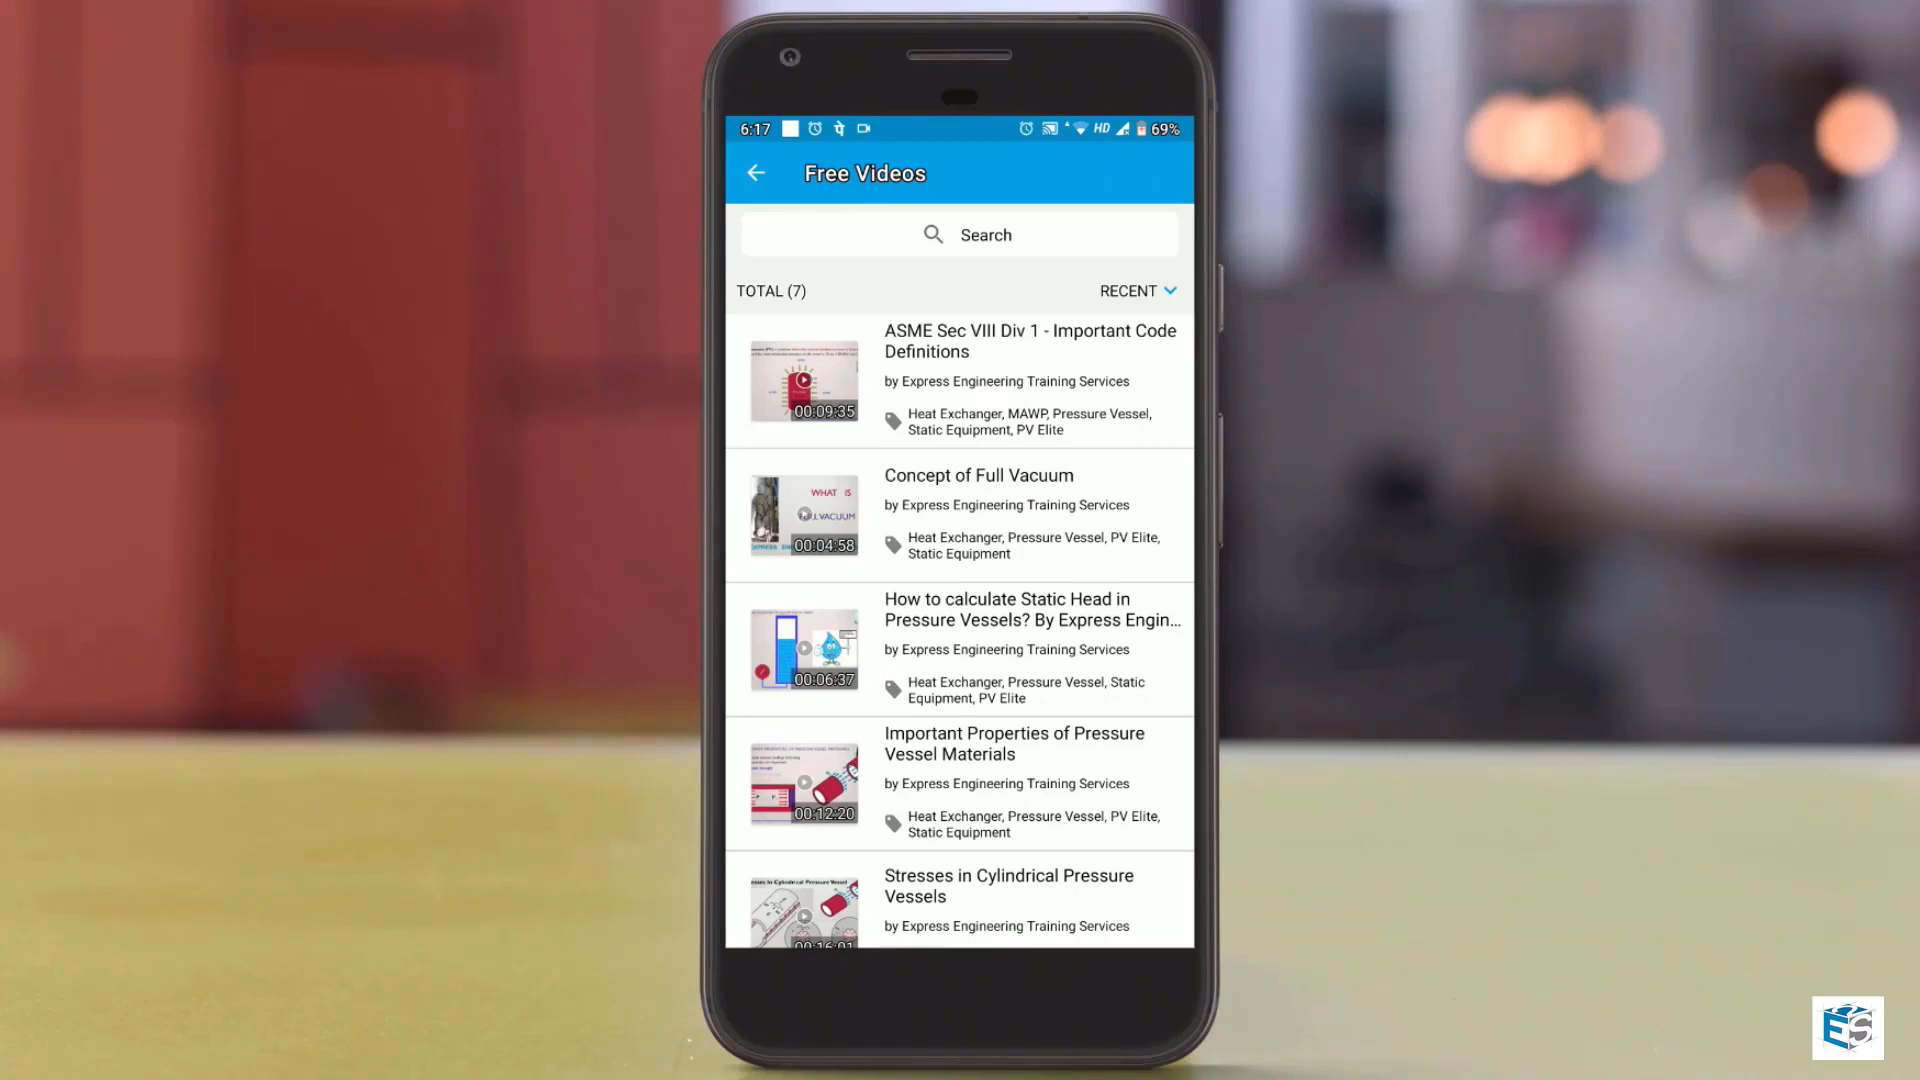 6:17
HD
69%
Free Videos
Search
TOTAL (7)
RECENT
ASME Sec VIII Div 1 - Important Code
Definitions
by Express Engineering Training Services
00:09:35
Heat Exchanger, MAWP, Pressure Vessel,
Static Equipment, PV Elite
Concept of Full Vacuum
WHAT IS
FULL VACUUM
by Express Engineering Training Services
00:04:58
Heat Exchanger, Pressure Vessel, PV Elite,
Static Equipment
How to calculate Static Head in
Pressure Vessels? By Express Engin...
by Express Engineering Training Services
00:06:37
Heat Exchanger, Pressure Vessel, Static
Equipment, PV Elite
Important Properties of Pressure
Vessel Materials
by Express Engineering Training Services
00:12:20
Heat Exchanger, Pressure Vessel, PV Elite,
Static Equipment
Stresses in Cylindrical Pressure
Vessels
by Express Engineering Training Services
00:16:01
ES